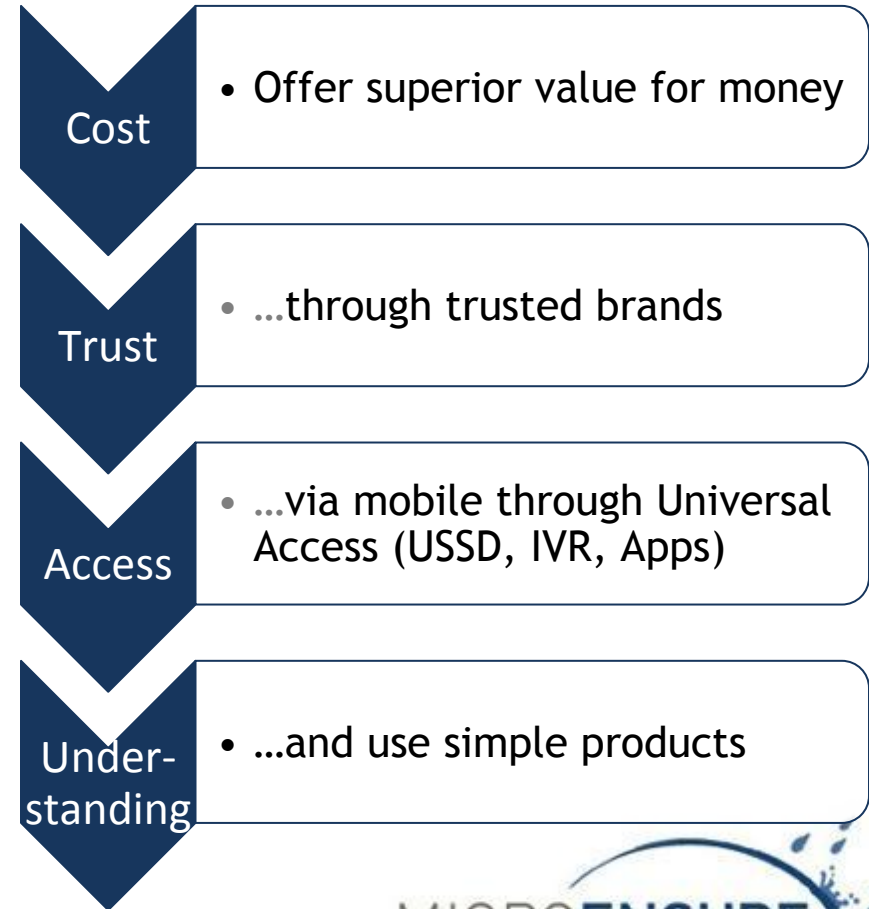 Cost
• Offer superior value for money
Trust
• …through trusted brands
Access
• …via mobile through Universal
Access (USSD, IVR, Apps)
Under-
standing
• …and use simple products
MICROENSURE